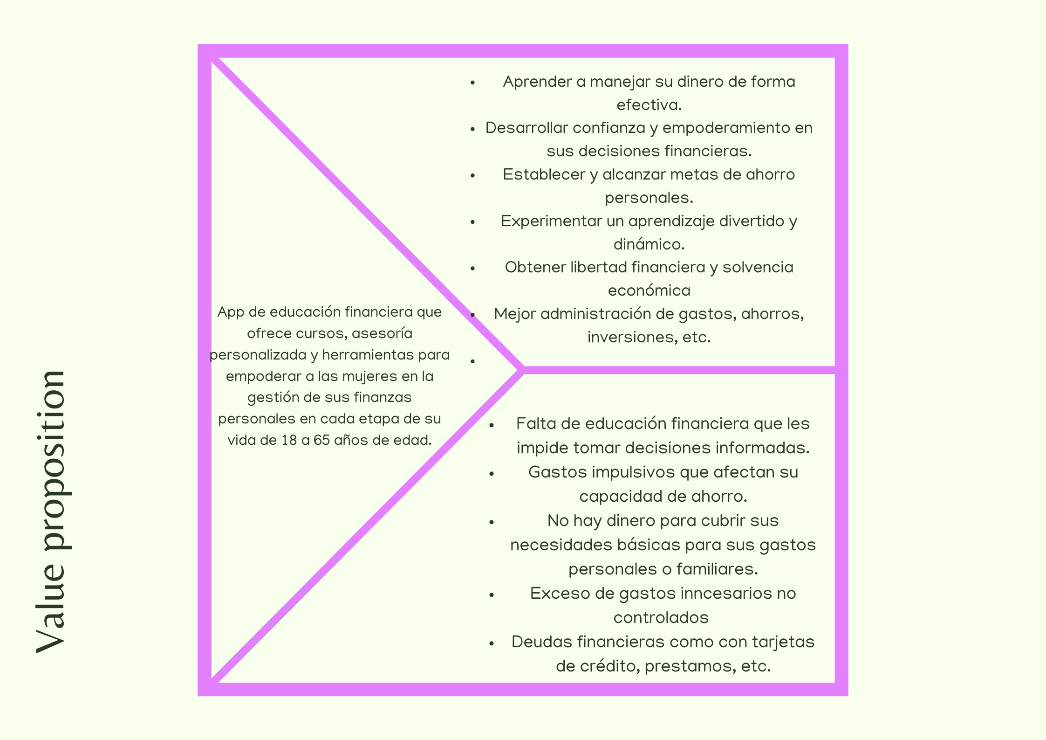 Value proposition
App de educación financiera que
ofrece cursos, asesoría
personalizada y herramientas para
empoderar a las mujeres en la
gestión de sus finanzas
personales en cada etapa de su
vida de 18 a 65 años de edad.
• Aprender a manejar su dinero de forma
efectiva.
• Desarrollar confianza y empoderamiento en
sus decisiones financieras.
• Establecer y alcanzar metas de ahorro
personales.
• Experimentar un aprendizaje divertido y
dinámico.
• Obtener libertad financiera y solvencia
económica
• Mejor administración de gastos, ahorros,
inversiones, etc.
•
• Falta de educación financiera que les
impide tomar decisiones informadas.
• Gastos impulsivos que afectan su
capacidad de ahorro.
• No hay dinero para cubrir sus
necesidades básicas para sus gastos
personales o familiares.
• Exceso de gastos inncesarios no
controlados
• Deudas financieras como con tarjetas
de crédito, prestamos, etc.